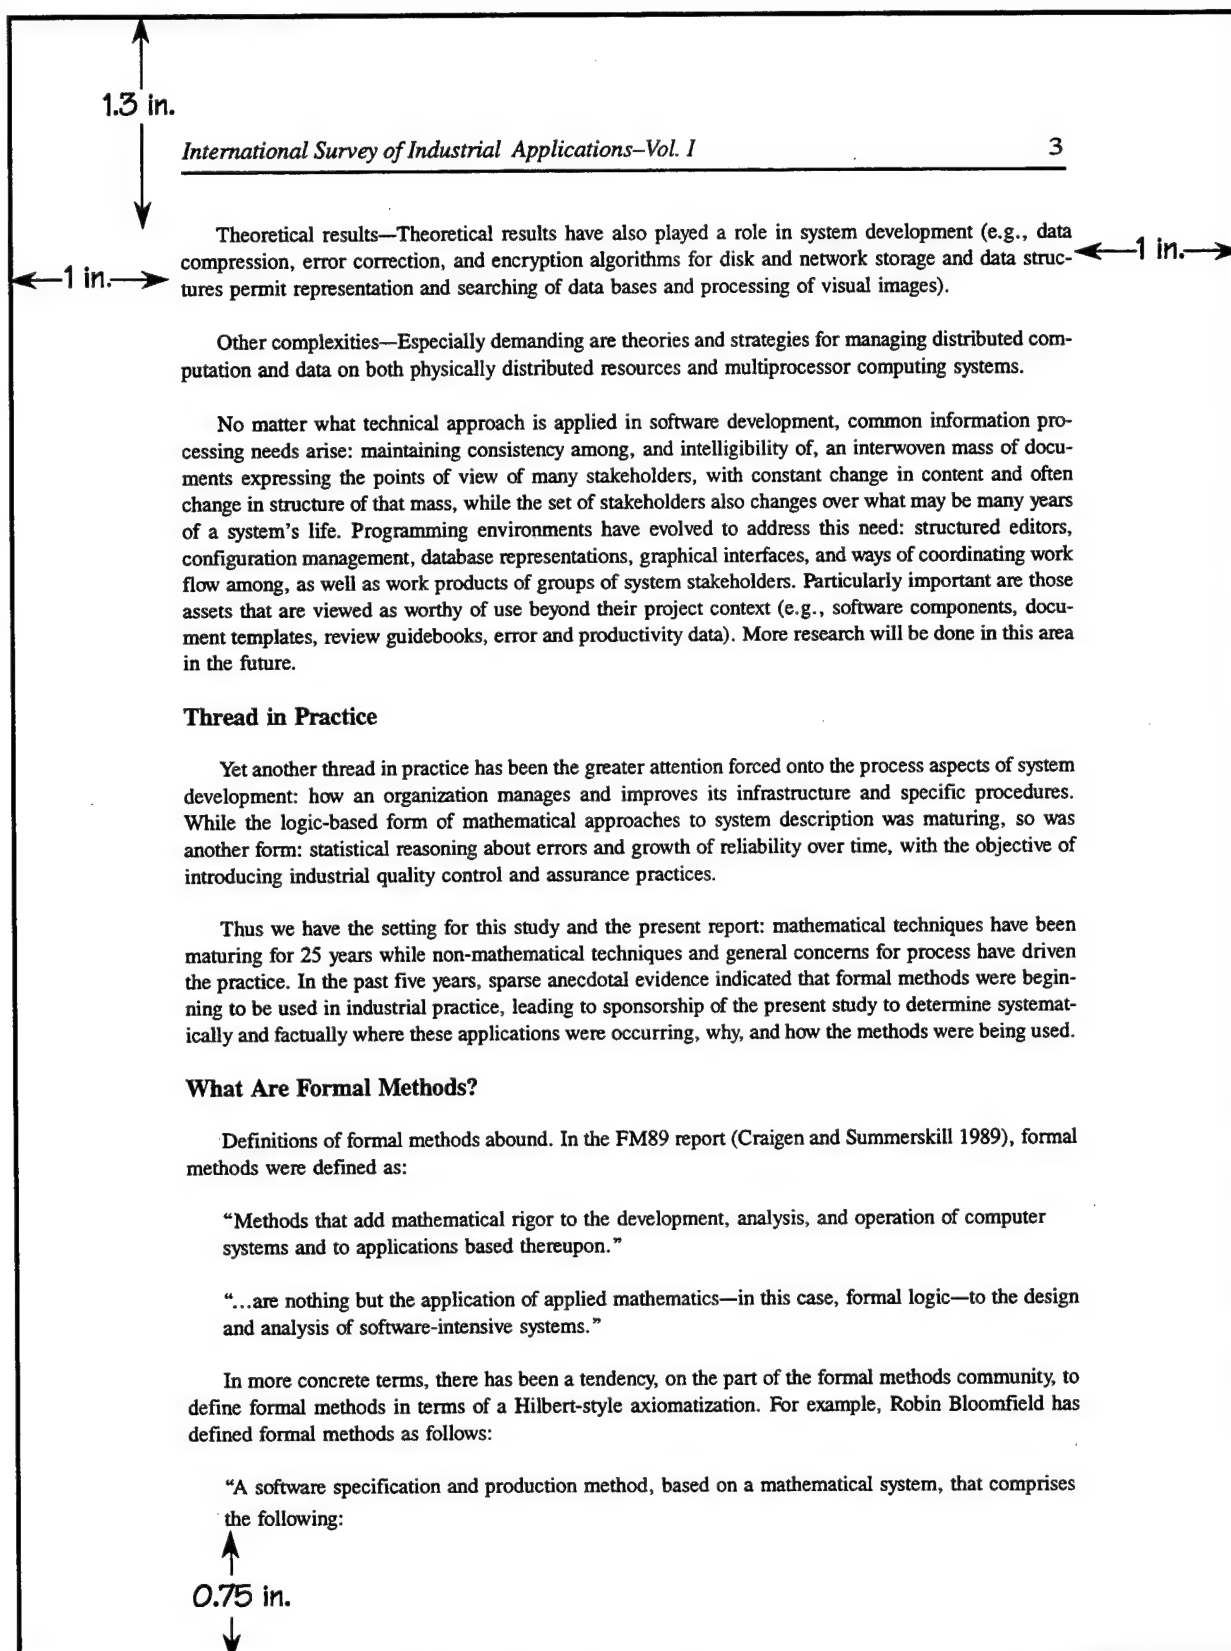 1.3 in.
International Survey of Industrial Applications–Vol. I 3
Theoretical results—Theoretical results have also played a role in system development (e.g., data
compression, error correction, and encryption algorithms for disk and network storage and data struc-
tures permit representation and searching of data bases and processing of visual images).
1 in.
1 in.
Other complexities—Especially demanding are theories and strategies for managing distributed com-
putation and data on both physically distributed resources and multiprocessor computing systems.
No matter what technical approach is applied in software development, common information pro-
cessing needs arise: maintaining consistency among, and intelligibility of, an interwoven mass of docu-
ments expressing the points of view of many stakeholders, with constant change in content and often
change in structure of that mass, while the set of stakeholders also changes over what may be many years
of a system's life. Programming environments have evolved to address this need: structured editors,
configuration management, database representations, graphical interfaces, and ways of coordinating work
flow among, as well as work products of groups of system stakeholders. Particularly important are those
assets that are viewed as worthy of use beyond their project context (e.g., software components, docu-
ment templates, review guidebooks, error and productivity data). More research will be done in this area
in the future.
Thread in Practice
Yet another thread in practice has been the greater attention forced onto the process aspects of system
development: how an organization manages and improves its infrastructure and specific procedures.
While the logic-based form of mathematical approaches to system description was maturing, so was
another form: statistical reasoning about errors and growth of reliability over time, with the objective of
introducing industrial quality control and assurance practices.
Thus we have the setting for this study and the present report: mathematical techniques have been
maturing for 25 years while non-mathematical techniques and general concerns for process have driven
the practice. In the past five years, sparse anecdotal evidence indicated that formal methods were begin-
ning to be used in industrial practice, leading to sponsorship of the present study to determine systemat-
ically and factually where these applications were occurring, why, and how the methods were being used.
What Are Formal Methods?
Definitions of formal methods abound. In the FM89 report (Craigen and Summerskill 1989), formal
methods were defined as:
“Methods that add mathematical rigor to the development, analysis, and operation of computer
systems and to applications based thereupon.”
“...are nothing but the application of applied mathematics—in this case, formal logic—to the design
and analysis of software-intensive systems.”
In more concrete terms, there has been a tendency, on the part of the formal methods community, to
define formal methods in terms of a Hilbert-style axiomatization. For example, Robin Bloomfield has
defined formal methods as follows:
“A software specification and production method, based on a mathematical system, that comprises
the following:
0.75 in.